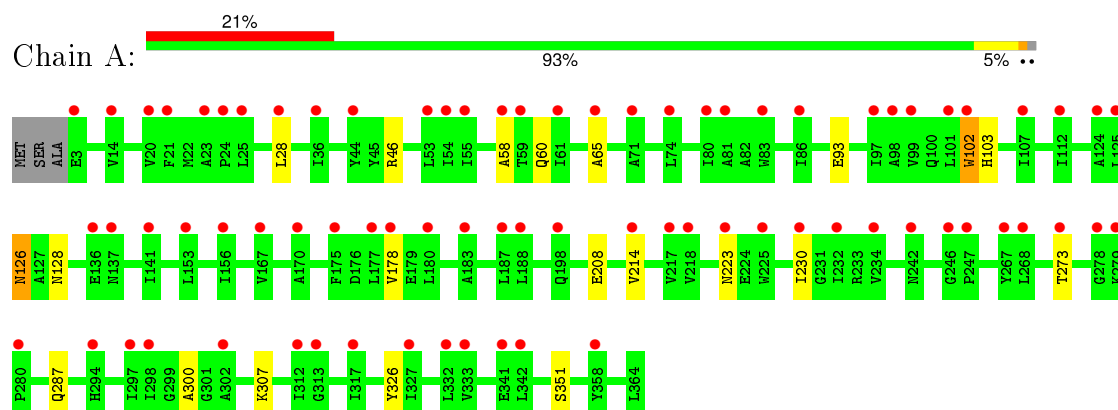 21%
Chain A:
93% 5% ••
MET SER ALA E3 V14 V20 F21 M22 A23 P24 L25 L28 I36 Y44 Y45 R46 L53 I54 I55 A58 T59 Q60 I61 A65 A71 L74 I80 A81 A82 W83 I86 E93 I97 A98 V99 Q100 L101 W102 H103 I107 I112 A124 L125
N126 A127 N128 E136 N137 I141 L153 I156 V167 A170 F175 D176 L177 V178 E179 L180 A183 L187 L188 Q198 E208 V214 V217 V218 N223 E224 W225 I230 G231 I232 R233 V234 N242 G246 P247 Y267 L268 T273 G278 K279
P280 Q287 H294 I297 I298 G299 A300 G301 A302 K307 I312 G313 I317 Y326 I327 L332 V333 E341 L342 S351 Y358 L364